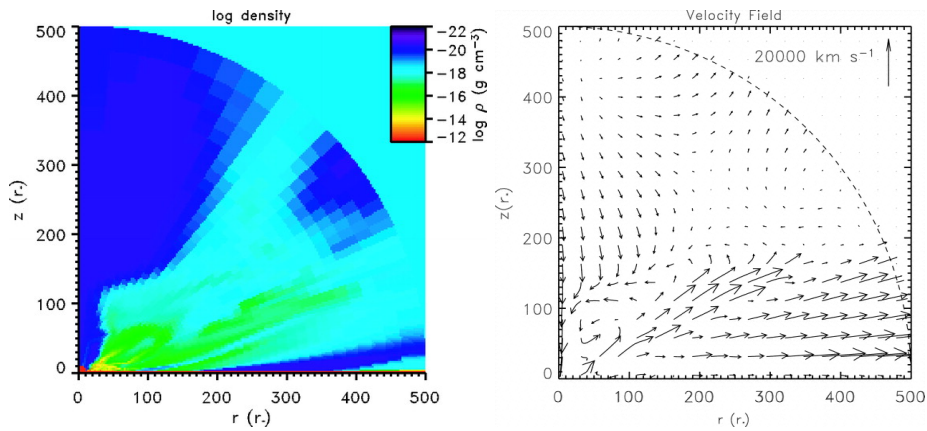 log density
500
400
300
200
100
0
z (r*)
0 100 200 300 400 500
r (r*)
-22
-20
-18
-16
-14
-12
log ρ (g cm⁻³)
Velocity Field
20000 km s⁻¹
500
400
300
200
100
0
z(r*)
0 100 200 300 400 500
r (r*)